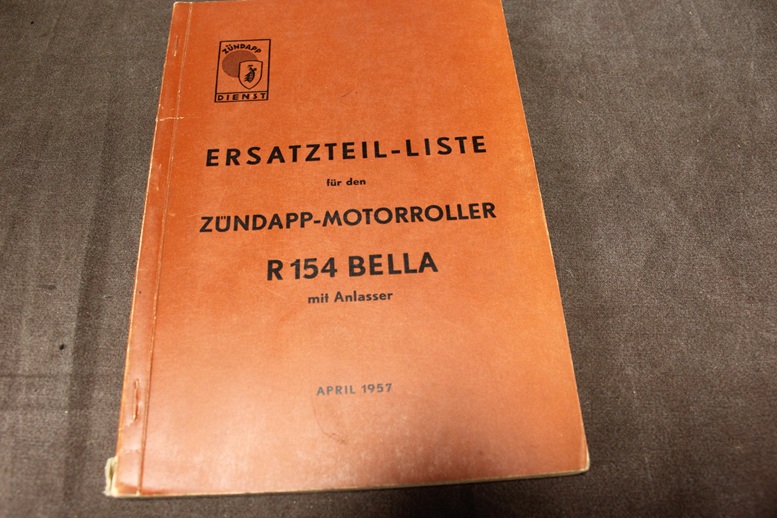 ZÜNDAPP
DIENST
ERSATZTEIL-LISTE
für den
ZÜNDAPP-MOTORROLLER
R 154 BELLA
mit Anlasser
APRIL 1957